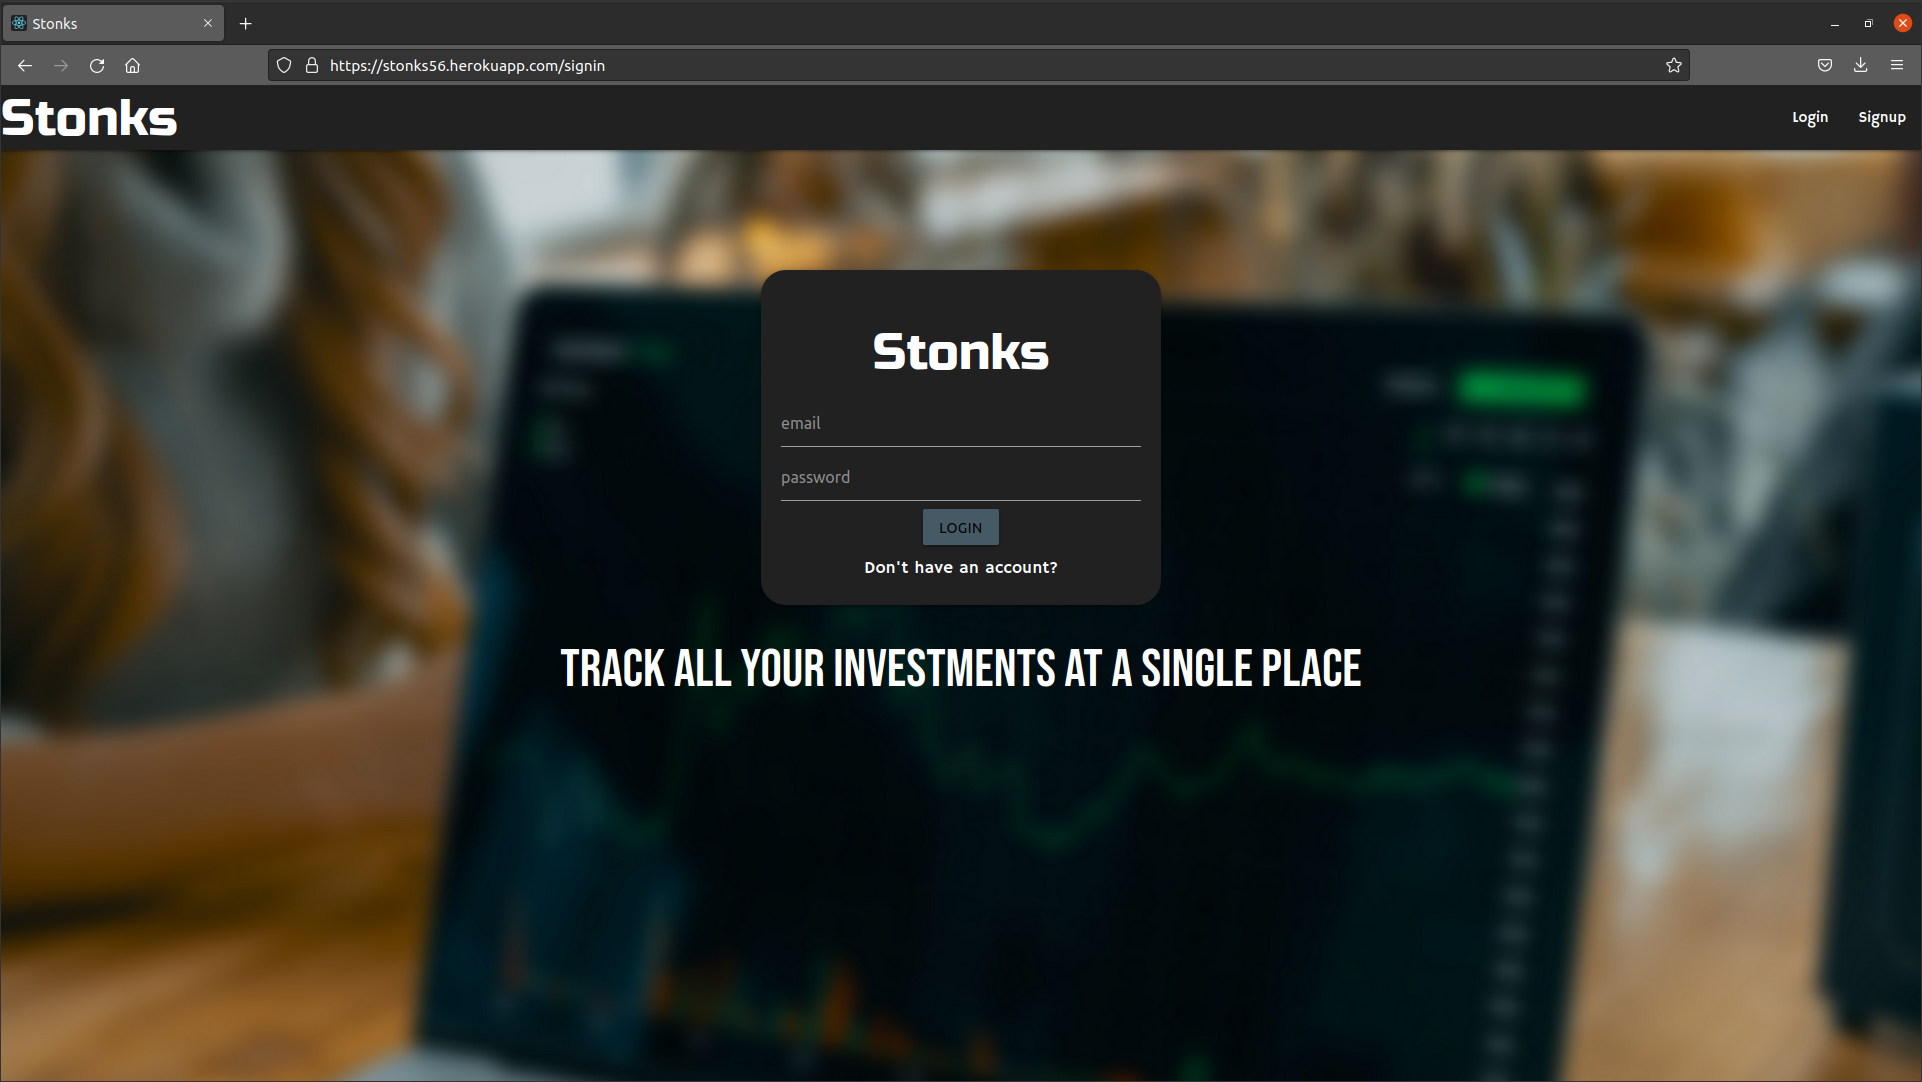 Stonks
https://stonks56.herokuapp.com/signin
Stonks
Login Signup
Stonks
email
password
LOGIN
Don't have an account?
TRACK ALL YOUR INVESTMENTS AT A SINGLE PLACE